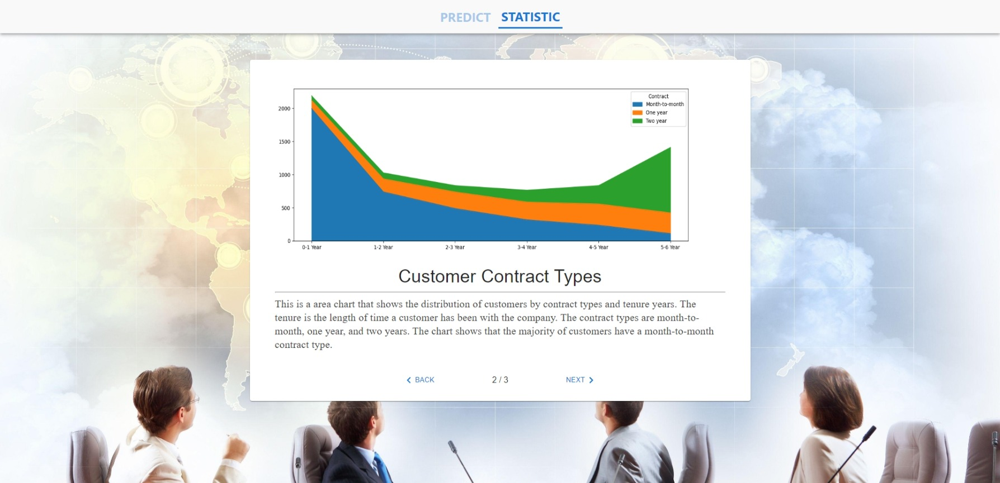 PREDICT STATISTIC
Contract
Month-to-month
One year
Two year
2000
1500
1000
500
0
0-1 Year 1-2 Year 2-3 Year 3-4 Year 4-5 Year 5-6 Year
Customer Contract Types
This is a area chart that shows the distribution of customers by contract types and tenure years. The
tenure is the length of time a customer has been with the company. The contract types are month-to-
month, one year, and two years. The chart shows that the majority of customers have a month-to-month
contract type.
BACK 2 / 3 NEXT